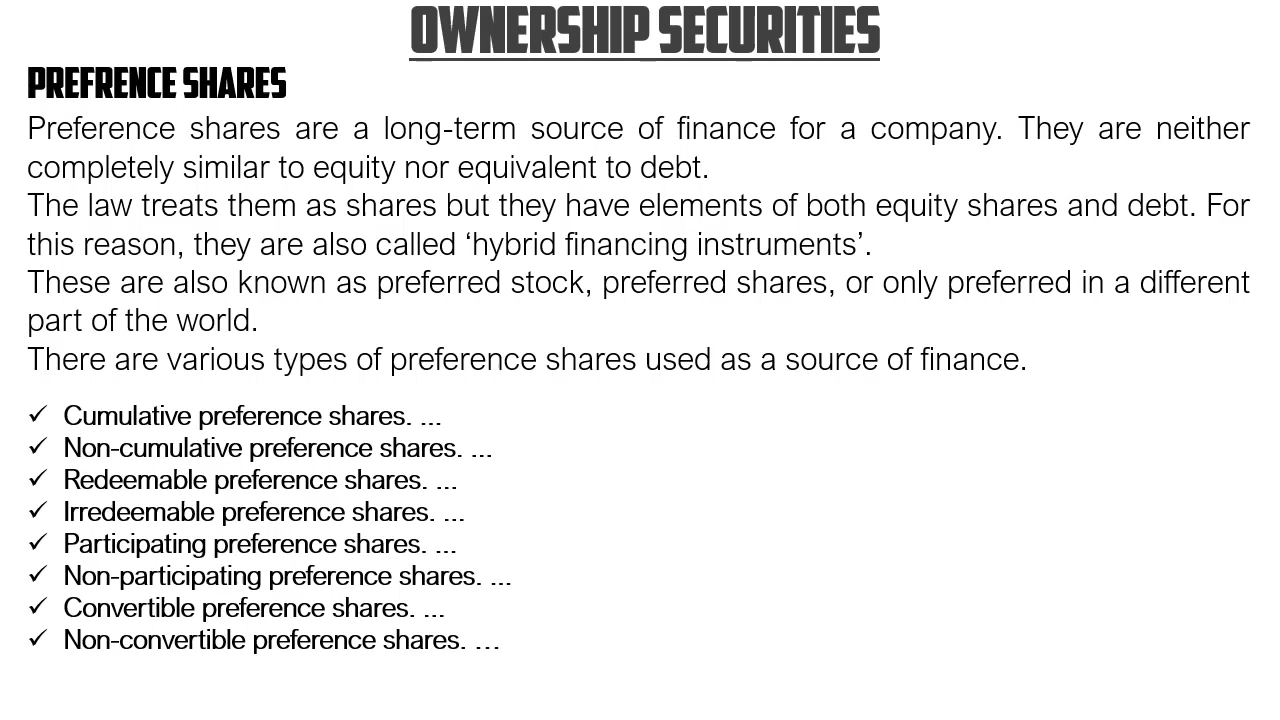 OWNERSHIP SECURITIES
PREFRENCE SHARES
Preference shares are a long-term source of finance for a company. They are neither
completely similar to equity nor equivalent to debt.
The law treats them as shares but they have elements of both equity shares and debt. For
this reason, they are also called ‘hybrid financing instruments’.
These are also known as preferred stock, preferred shares, or only preferred in a different
part of the world.
There are various types of preference shares used as a source of finance.
✓ Cumulative preference shares. ...
✓ Non-cumulative preference shares. ...
✓ Redeemable preference shares. ...
✓ Irredeemable preference shares. ...
✓ Participating preference shares. ...
✓ Non-participating preference shares. ...
✓ Convertible preference shares. ...
✓ Non-convertible preference shares. …